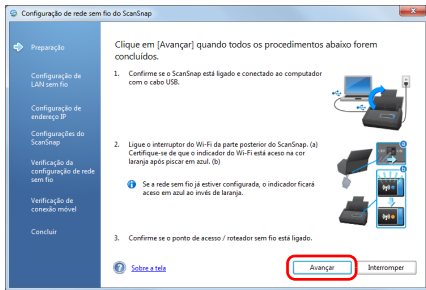 Configuração de rede sem fio do ScanSnap
Preparação
Configuração de
LAN sem fio
Configuração de
endereço IP
Configurações do
ScanSnap
Verificação da
configuração de rede
sem fio
Verificação de
conexão móvel
Concluir
Clique em [Avançar] quando todos os procedimentos abaixo forem
concluídos.
1. Confirme se o ScanSnap está ligado e conectado ao computador
com o cabo USB.
2. Ligue o interruptor do Wi-Fi da parte posterior do ScanSnap. (a)
Certifique-se de que o indicador do Wi-Fi está aceso na cor
laranja após piscar em azul. (b)
Se a rede sem fio já estiver configurada, o indicador ficará
aceso em azul ao invés de laranja.
(a)
(b)
3. Confirme se o ponto de acesso / roteador sem fio está ligado.
Sobre a tela
Avançar
Interromper